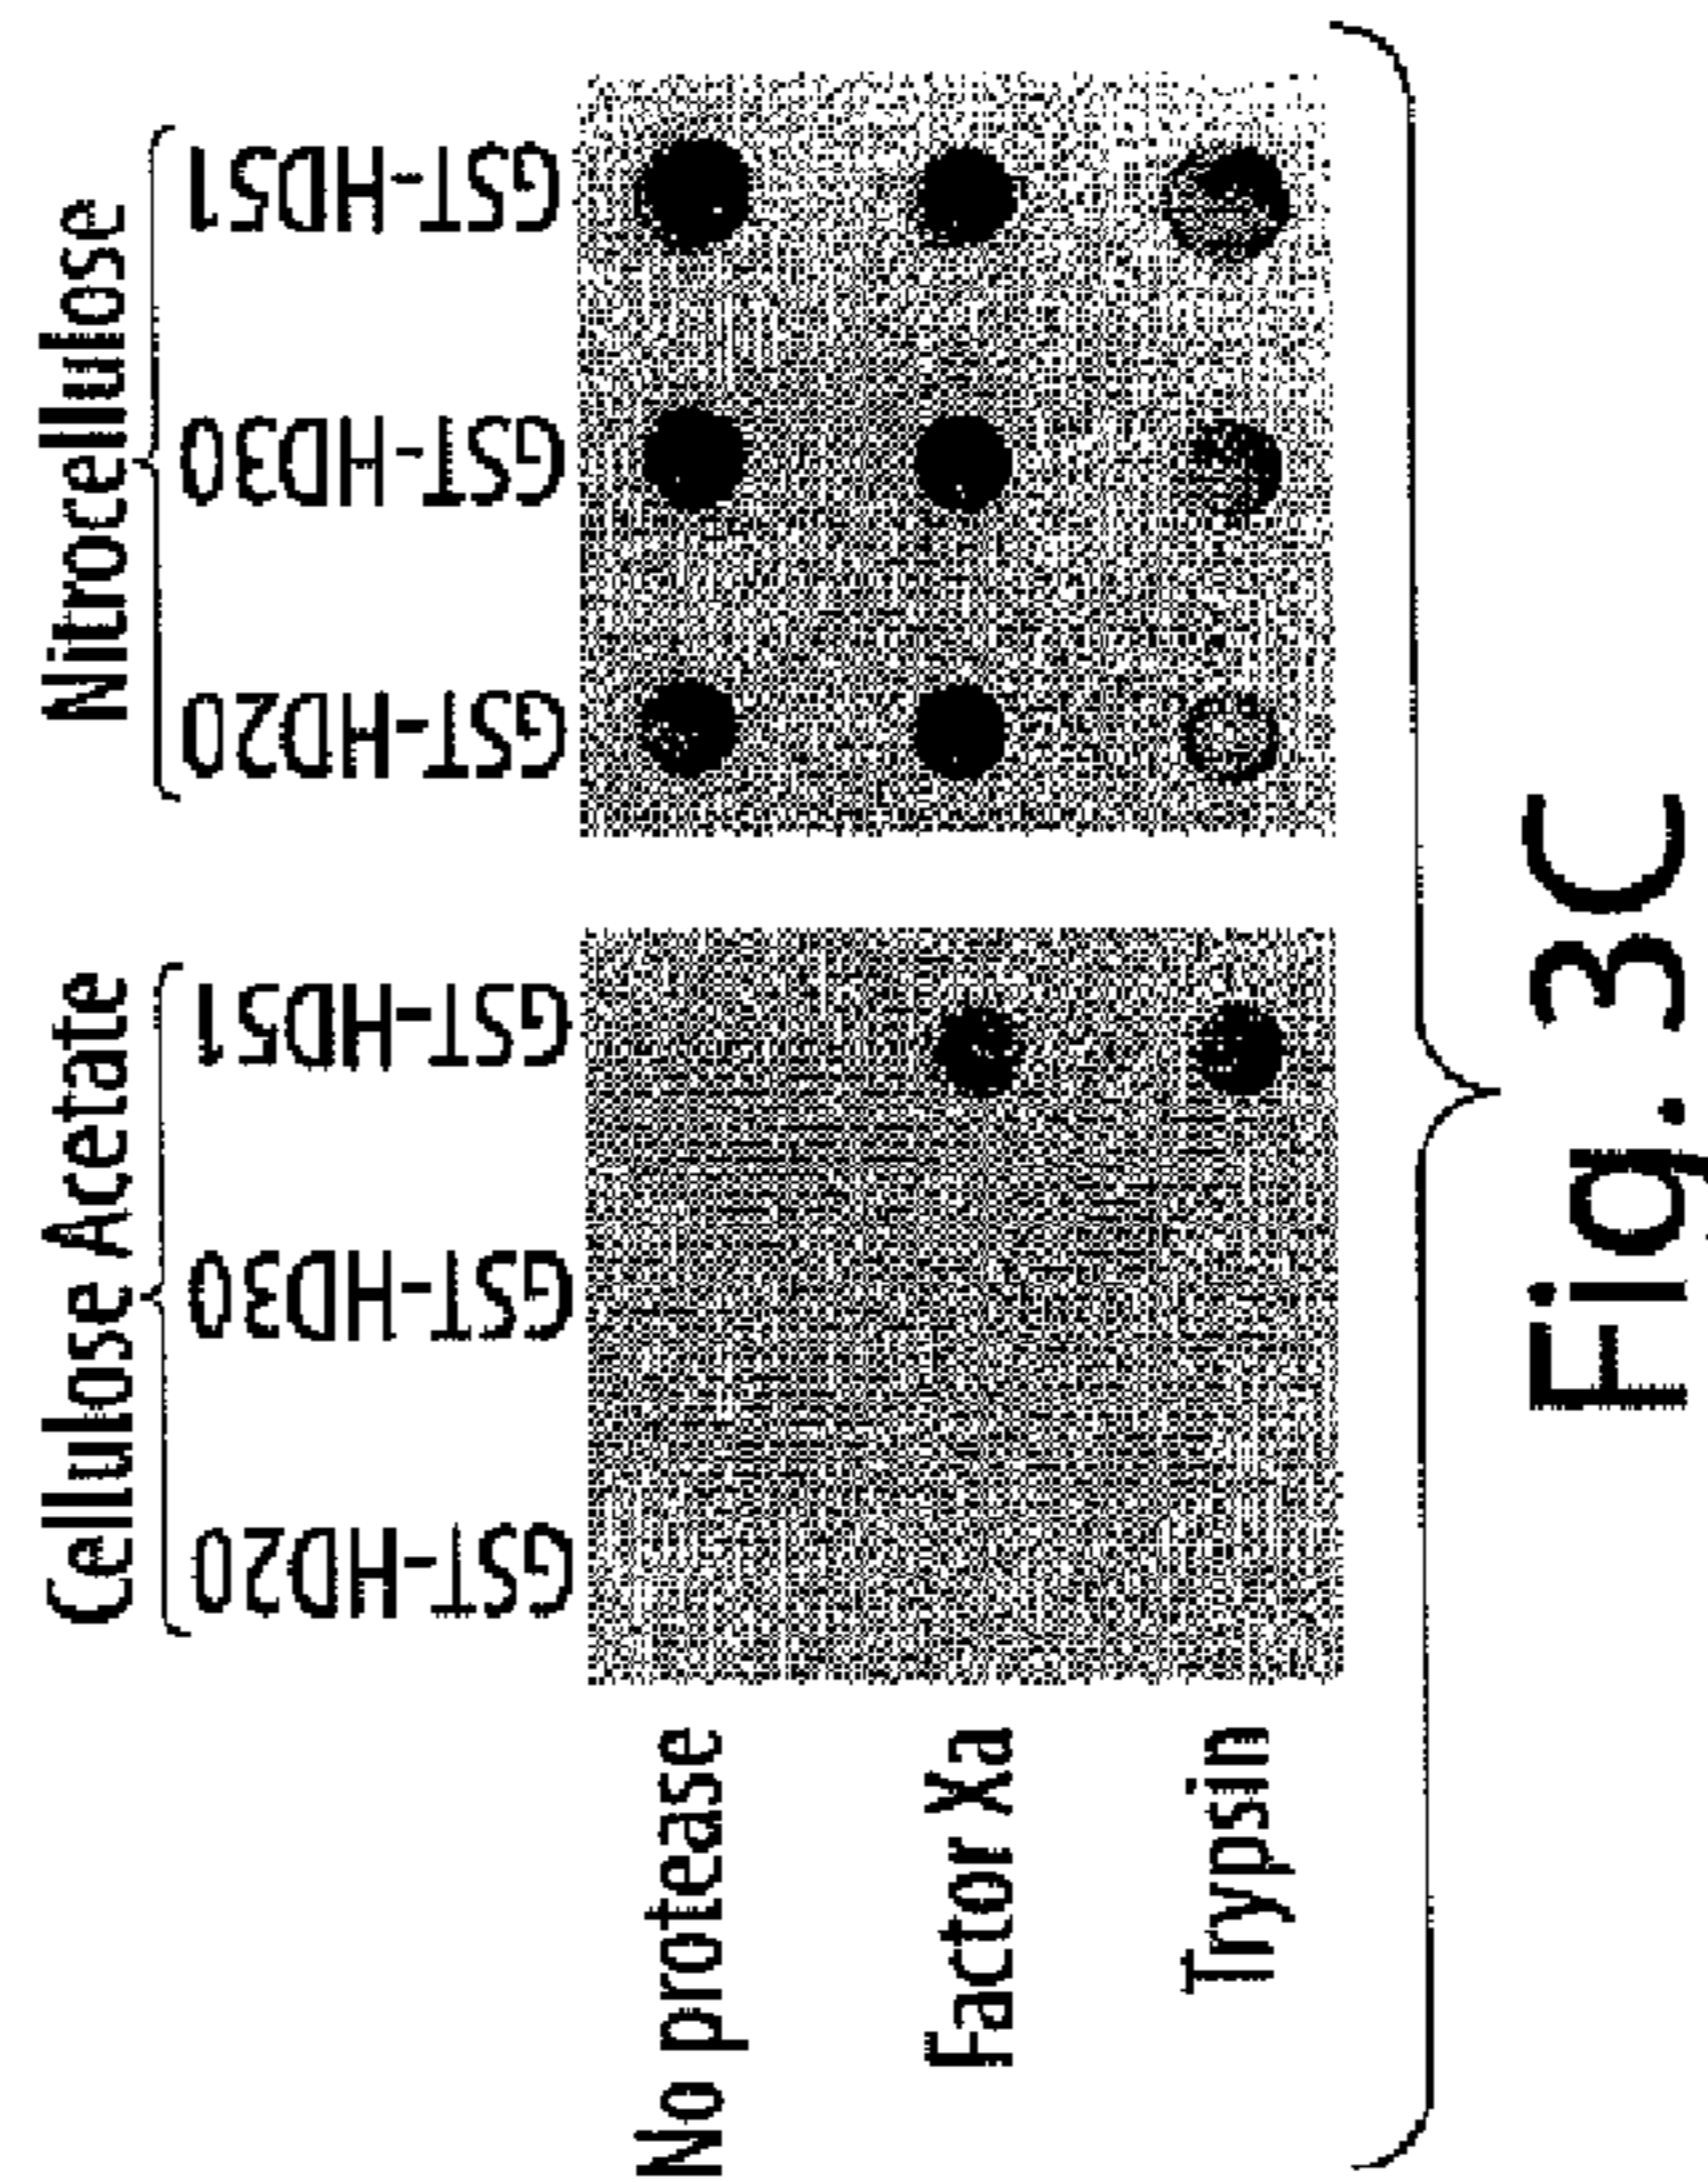 Cellulose Acetate
Nitrocellulose
GST-HD20
GST-HD30
GST-HD51
GST-HD20
GST-HD30
GST-HD51
No protease
Factor Xa
Trypsin
Fig. 3C